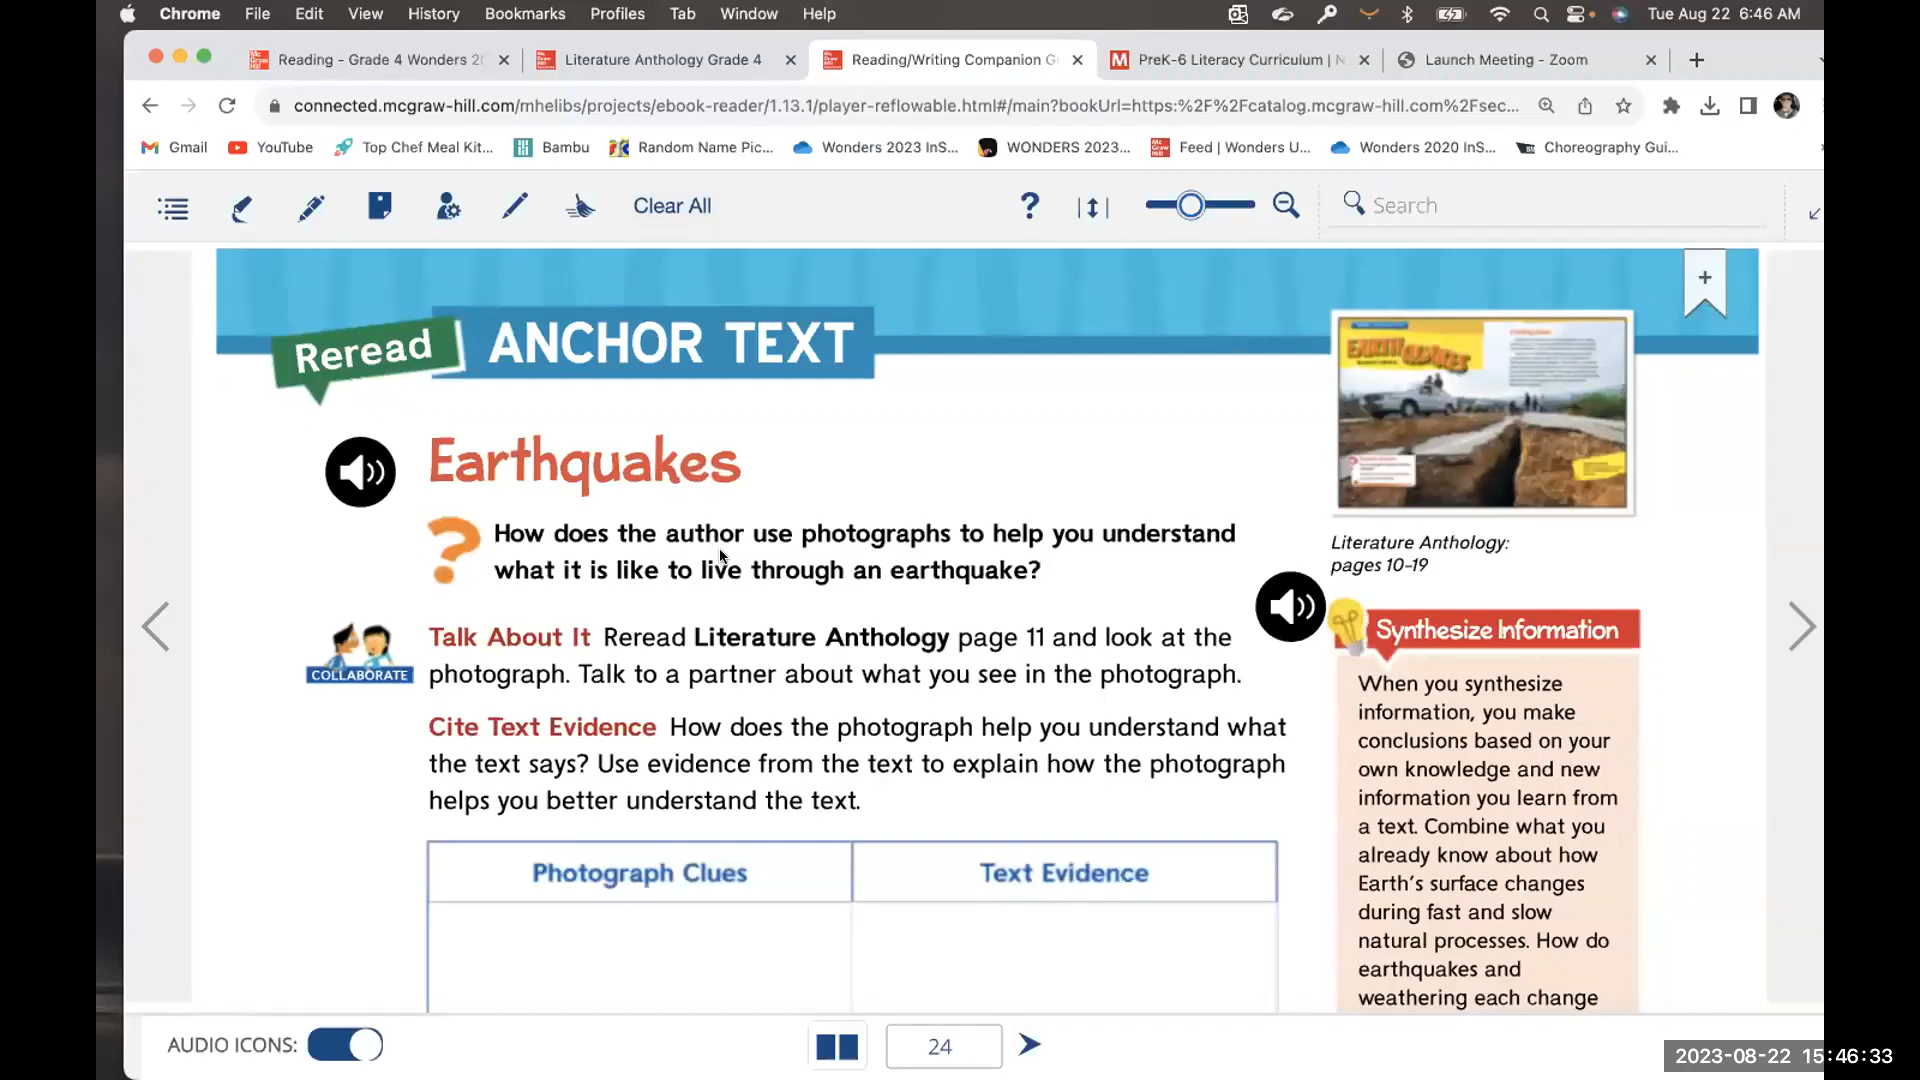 Chrome File Edit View History Bookmarks Profiles Tab Window Help Tue Aug 22 6:46 AM
Reading - Grade 4 Wonders 2 Literature Anthology Grade 4 Reading/Writing Companion G PreK-6 Literacy Curriculum | N Launch Meeting - Zoom
connected.mcgraw-hill.com/mhelibs/projects/ebook-reader/1.13.1/player-reflowable.html#/main?bookUrl=https:%2F%2Fcatalog.mcgraw-hill.com%2Fsec...
Gmail YouTube Top Chef Meal Kit... Bambu Random Name Pic... Wonders 2023 InS... WONDERS 2023... Feed | Wonders U... Wonders 2020 InS... Choreography Gui...
Clear All Search
Reread ANCHOR TEXT
EARTHQUAKES
Earthquakes
How does the author use photographs to help you understand
what it is like to live through an earthquake?
Literature Anthology:
pages 10–19
COLLABORATE
Talk About It Reread Literature Anthology page 11 and look at the
photograph. Talk to a partner about what you see in the photograph.
Cite Text Evidence How does the photograph help you understand what
the text says? Use evidence from the text to explain how the photograph
helps you better understand the text.
Photograph Clues Text Evidence
Synthesize Information
When you synthesize
information, you make
conclusions based on your
own knowledge and new
information you learn from
a text. Combine what you
already know about how
Earth's surface changes
during fast and slow
natural processes. How do
earthquakes and
weathering each change
AUDIO ICONS: 24
2023-08-22 15:46:33